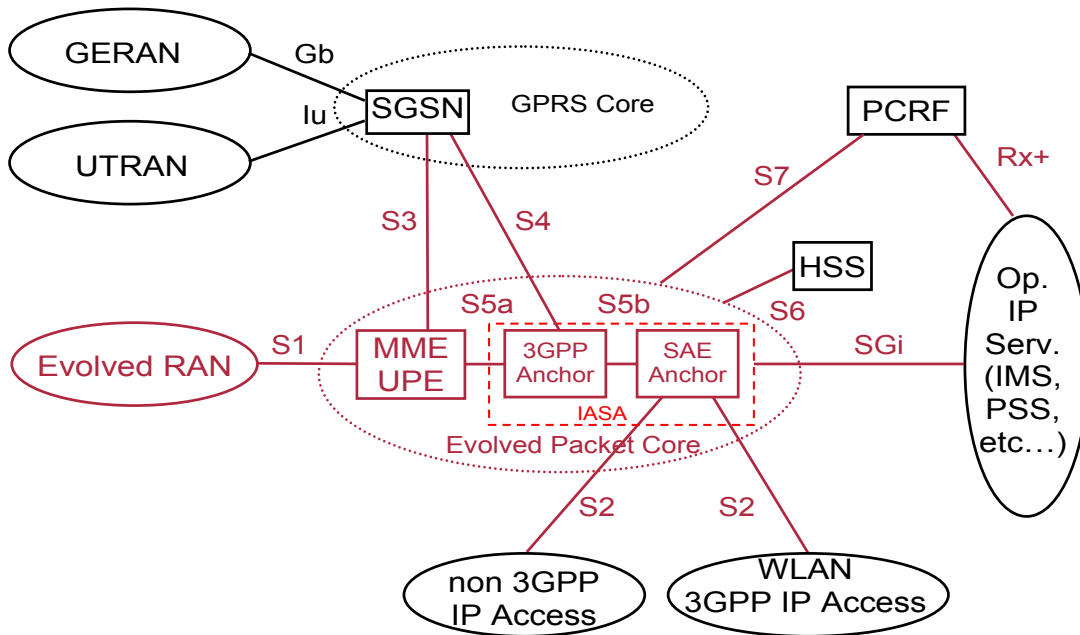 GERAN
Gb
SGSN
GPRS Core
Iu
UTRAN
PCRF
Rx+
S7
S3
S4
HSS
S6
Op.
IP
Serv.
(IMS,
PSS,
etc…)
S5a
S5b
Evolved RAN
S1
MME
UPE
3GPP
Anchor
SAE
Anchor
SGi
IASA
Evolved Packet Core
S2
S2
non 3GPP
IP Access
WLAN
3GPP IP Access